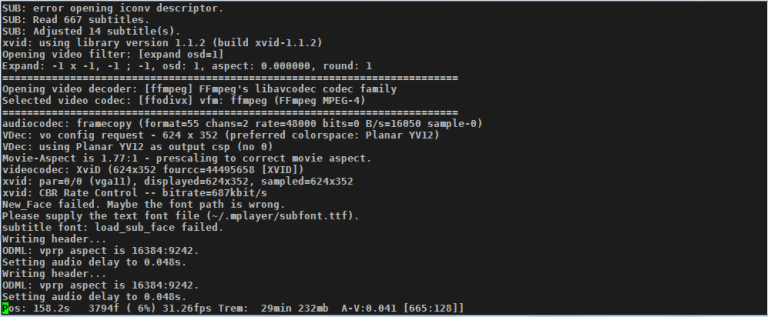 SUB: error opening iconv descriptor.
SUB: Read 667 subtitles.
SUB: Adjusted 14 subtitle(s).
xvid: using library version 1.1.2 (build xvid-1.1.2)
Opening video filter: [expand osd=1]
Expand: -1 x -1, -1 ; -1, osd: 1, aspect: 0.000000, round: 1
==========================================================================
Opening video decoder: [ffmpeg] FFmpeg's libavcodec codec family
Selected video codec: [ffodivx] vfm: ffmpeg (FFmpeg MPEG-4)
==========================================================================
audiocodec: framecopy (format=55 chans=2 rate=48000 bits=0 B/s=16050 sample-0)
VDec: vo config request - 624 x 352 (preferred colorspace: Planar YV12)
VDec: using Planar YV12 as output csp (no 0)
Movie-Aspect is 1.77:1 - prescaling to correct movie aspect.
videocodec: XviD (624x352 fourcc=44495658 [XVID])
xvid: par=0/0 (vga11), displayed=624x352, sampled=624x352
xvid: CBR Rate Control -- bitrate=687kbit/s
New_Face failed. Maybe the font path is wrong.
Please supply the text font file (~/.mplayer/subfont.ttf).
subtitle font: load_sub_face failed.
Writing header...
ODML: vprp aspect is 16384:9242.
Setting audio delay to 0.048s.
Writing header...
ODML: vprp aspect is 16384:9242.
Setting audio delay to 0.048s.
Pos: 158.2s   3794f ( 6%) 31.26fps Trem:  29min 232mb  A-V:0.041 [665:128]]